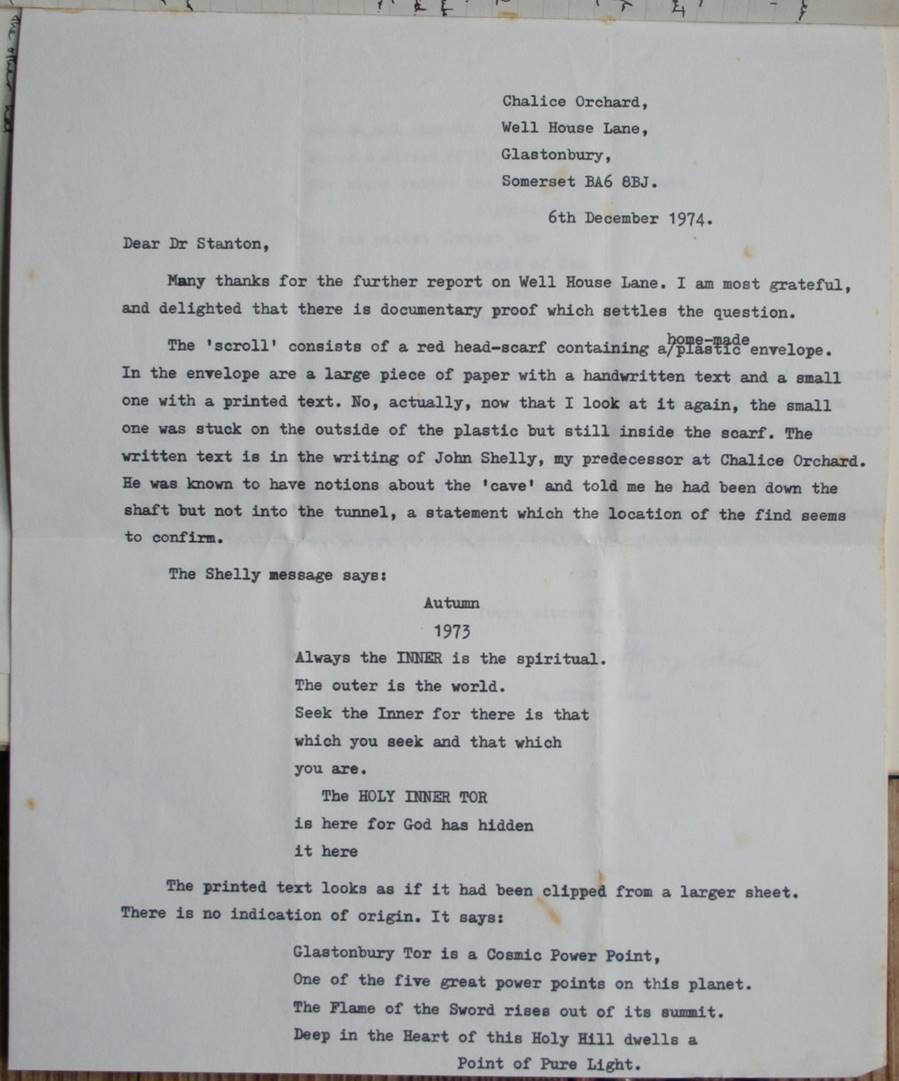 Chalice Orchard,
Well House Lane,
Glastonbury,
Somerset BA6 8BJ.
6th December 1974.
Dear Dr Stanton,
Many thanks for the further report on Well House Lane. I am most grateful,
and delighted that there is documentary proof which settles the question.
home-made
The 'scroll' consists of a red head-scarf containing a/plastic envelope.
In the envelope are a large piece of paper with a handwritten text and a small
one with a printed text. No, actually, now that I look at it again, the small
one was stuck on the outside of the plastic but still inside the scarf. The
written text is in the writing of John Shelly, my predecessor at Chalice Orchard.
He was known to have notions about the 'cave' and told me he had been down the
shaft but not into the tunnel, a statement which the location of the find seems
to confirm.
The Shelly message says:
Autumn
1973
Always the INNER is the spiritual.
The outer is the world.
Seek the Inner for there is that
which you seek and that which
you are.
The HOLY INNER TOR
is here for God has hidden
it here
The printed text looks as if it had been clipped from a larger sheet.
There is no indication of origin. It says:
Glastonbury Tor is a Cosmic Power Point,
One of the five great power points on this planet.
The Flame of the Sword rises out of its summit.
Deep in the Heart of this Holy Hill dwells a
Point of Pure Light.